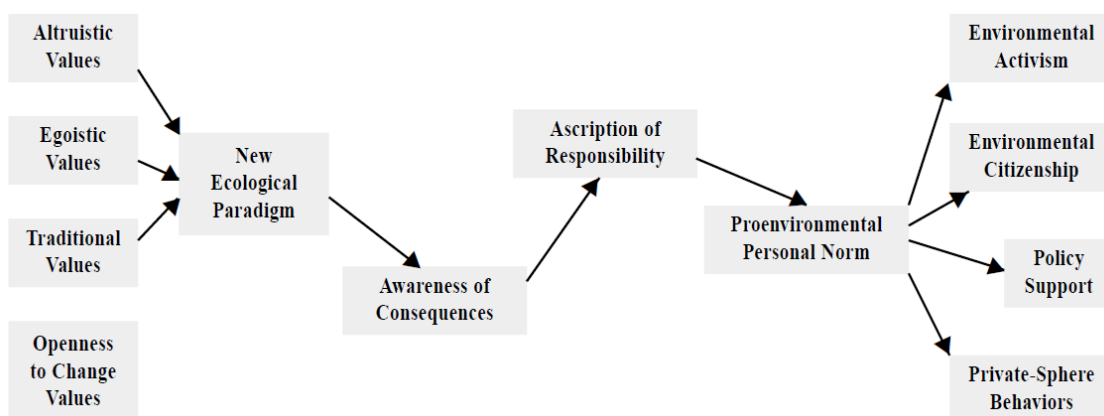 Altruistic
Values
Egoistic
Values
Traditional
Values
Openness
to Change
Values
New
Ecological
Paradigm
Awareness of
Consequences
Ascription of
Responsibility
Proenvironmental
Personal Norm
Environmental
Activism
Environmental
Citizenship
Policy
Support
Private-Sphere
Behaviors